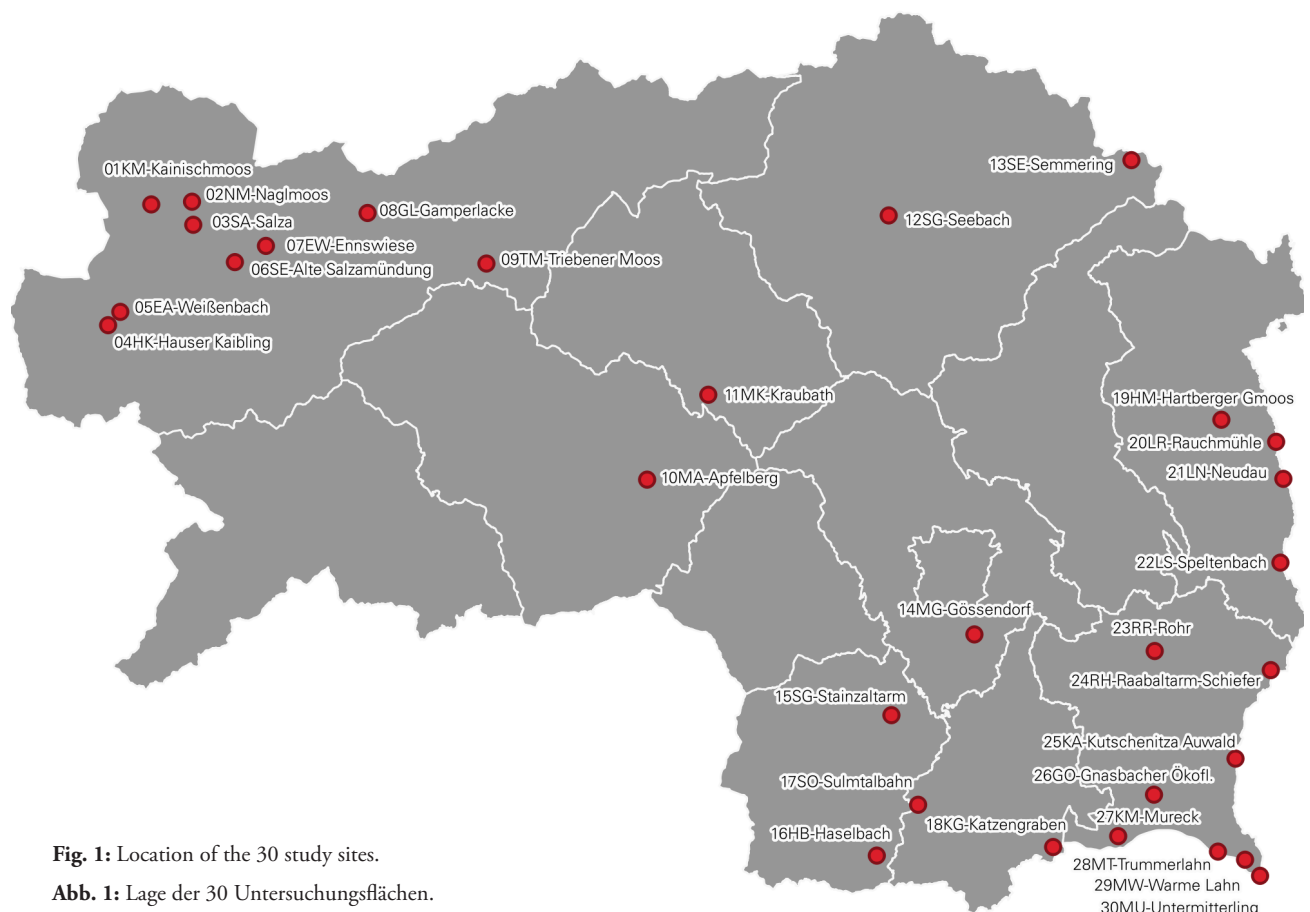 01KM-Kainischmoos
02NM-Naglmoos
03SA-Salza
08GL-Gamperlacke
07EW-Ennswiese
06SE-Alte Salzamündung
09TM-Triebener Moos
05EA-Weißenbach
04HK-Hauser Kaibling
13SE-Semmering
12SG-Seebach
11MK-Kraubath
10MA-Apfelberg
19HM-Hartberger Gmoos
20LR-Rauchmühle
21LN-Neudau
22LS-Speltenbach
14MG-Gössendorf
23RR-Rohr
24RH-Raabaltarm-Schiefer
15SG-Stainzaltarm
25KA-Kutschenitza Auwald
26GO-Gnasbacher Ökofl.
17SO-Sulmtalbahn
18KG-Katzengraben
27KM-Mureck
16HB-Haselbach
28MT-Trummerlahn
29MW-Warme Lahn
30MU-Untermitterling
Fig. 1: Location of the 30 study sites.
Abb. 1: Lage der 30 Untersuchungsflächen.